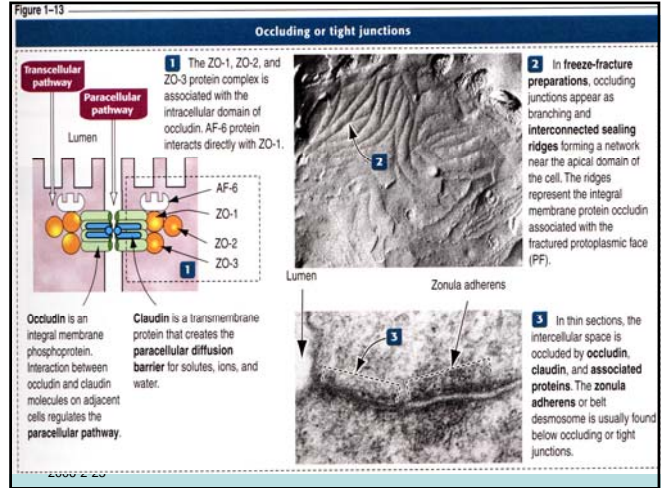 Figure 1–13
Occluding or tight junctions
Transcellular
pathway
Paracellular
pathway
Lumen
1 The ZO-1, ZO-2, and
ZO-3 protein complex is
associated with the
intracellular domain of
occludin. AF-6 protein
interacts directly with ZO-1.
AF-6
ZO-1
ZO-2
ZO-3
1
Occludin is an
integral membrane
phosphoprotein.
Interaction between
occludin and claudin
molecules on adjacent
cells regulates the
paracellular pathway.
Claudin is a transmembrane
protein that creates the
paracellular diffusion
barrier for solutes, ions, and
water.
2
2 In freeze-fracture
preparations, occluding
junctions appear as
branching and
interconnected sealing
ridges forming a network
near the apical domain of
the cell. The ridges
represent the integral
membrane protein occludin
associated with the
fractured protoplasmic face
(PF).
Lumen
Zonula adherens
3
3 In thin sections, the
intercellular space is
occluded by occludin,
claudin, and associated
proteins. The zonula
adherens or belt
desmosome is usually found
below occluding or tight
junctions.